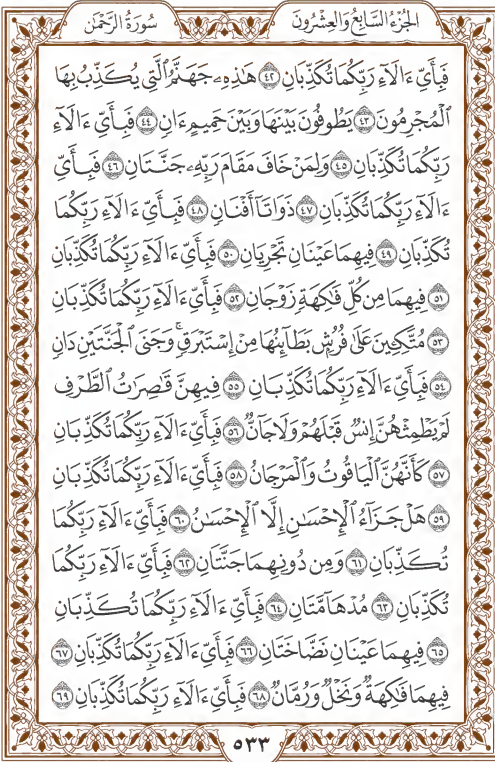 الجزء السابع والعشرون
سورة الرحمن
فَبِأَيِّ ءَالَآءِ رَبِّكُمَا تُكَذِّبَانِ ٤٢ هَٰذِهِۦ جَهَنَّمُ ٱلَّتِي يُكَذِّبُ بِهَا
ٱلْمُجْرِمُونَ ٤٣ يَطُوفُونَ بَيْنَهَا وَبَيْنَ حَمِيمٍ ءَانٍ ٤٤ فَبِأَيِّ ءَالَآءِ
رَبِّكُمَا تُكَذِّبَانِ ٤٥ وَلِمَنْ خَافَ مَقَامَ رَبِّهِۦ جَنَّتَانِ ٤٦ فَبِأَيِّ
ءَالَآءِ رَبِّكُمَا تُكَذِّبَانِ ٤٧ ذَوَاتَآ أَفْنَانٍ ٤٨ فَبِأَيِّ ءَالَآءِ رَبِّكُمَا
تُكَذِّبَانِ ٤٩ فِيهِمَا عَيْنَانِ تَجْرِيَانِ ٥٠ فَبِأَيِّ ءَالَآءِ رَبِّكُمَا تُكَذِّبَانِ
٥١ فِيهِمَا مِن كُلِّ فَٰكِهَةٍ زَوْجَانِ ٥٢ فَبِأَيِّ ءَالَآءِ رَبِّكُمَا تُكَذِّبَانِ
٥٣ مُتَّكِـِٔينَ عَلَىٰ فُرُشٍۭ بَطَآئِنُهَا مِنْ إِسْتَبْرَقٍۚ وَجَنَى ٱلْجَنَّتَيْنِ دَانٍ
٥٤ فَبِأَيِّ ءَالَآءِ رَبِّكُمَا تُكَذِّبَانِ ٥٥ فِيهِنَّ قَٰصِرَٰتُ ٱلطَّرْفِ
لَمْ يَطْمِثْهُنَّ إِنسٌ قَبْلَهُمْ وَلَا جَآنٌّ ٥٦ فَبِأَيِّ ءَالَآءِ رَبِّكُمَا تُكَذِّبَانِ
٥٧ كَأَنَّهُنَّ ٱلْيَاقُوتُ وَٱلْمَرْجَانُ ٥٨ فَبِأَيِّ ءَالَآءِ رَبِّكُمَا تُكَذِّبَانِ
٥٩ هَلْ جَزَآءُ ٱلْإِحْسَٰنِ إِلَّا ٱلْإِحْسَٰنُ ٦٠ فَبِأَيِّ ءَالَآءِ رَبِّكُمَا
تُكَذِّبَانِ ٦١ وَمِن دُونِهِمَا جَنَّتَانِ ٦٢ فَبِأَيِّ ءَالَآءِ رَبِّكُمَا
تُكَذِّبَانِ ٦٣ مُدْهَآمَّتَانِ ٦٤ فَبِأَيِّ ءَالَآءِ رَبِّكُمَا تُكَذِّبَانِ
٦٥ فِيهِمَا عَيْنَانِ نَضَّاخَتَانِ ٦٦ فَبِأَيِّ ءَالَآءِ رَبِّكُمَا تُكَذِّبَانِ ٦٧
فِيهِمَا فَٰكِهَةٌ وَنَخْلٌ وَرُمَّانٌ ٦٨ فَبِأَيِّ ءَالَآءِ رَبِّكُمَا تُكَذِّبَانِ ٦٩
٥٣٣